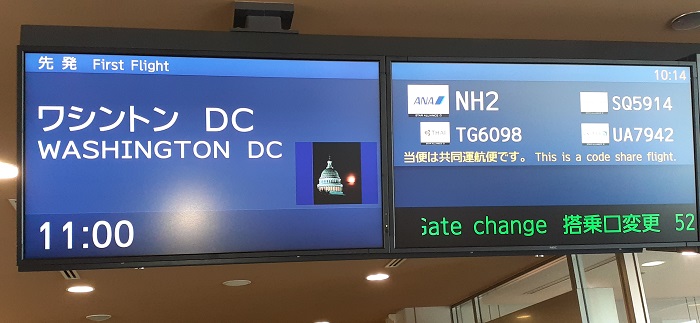 先発 First Flight
ワシントン DC
WASHINGTON DC
11:00
10:14
ANA NH2 SQ5914
TG6098 UA7942
当便は共同運航便です。 This is a code share flight.
Gate change 搭乗口変更 52